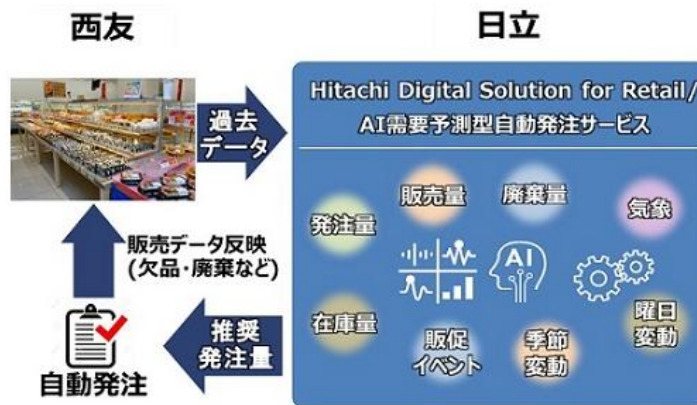 西友
日立
過去
データ
Hitachi Digital Solution for Retail/
AI需要予測型自動発注サービス
発注量
販売量
廃棄量
気象
AI
在庫量
販促
イベント
季節
変動
曜日
変動
推奨
発注量
販売データ反映
(欠品・廃棄など)
自動発注